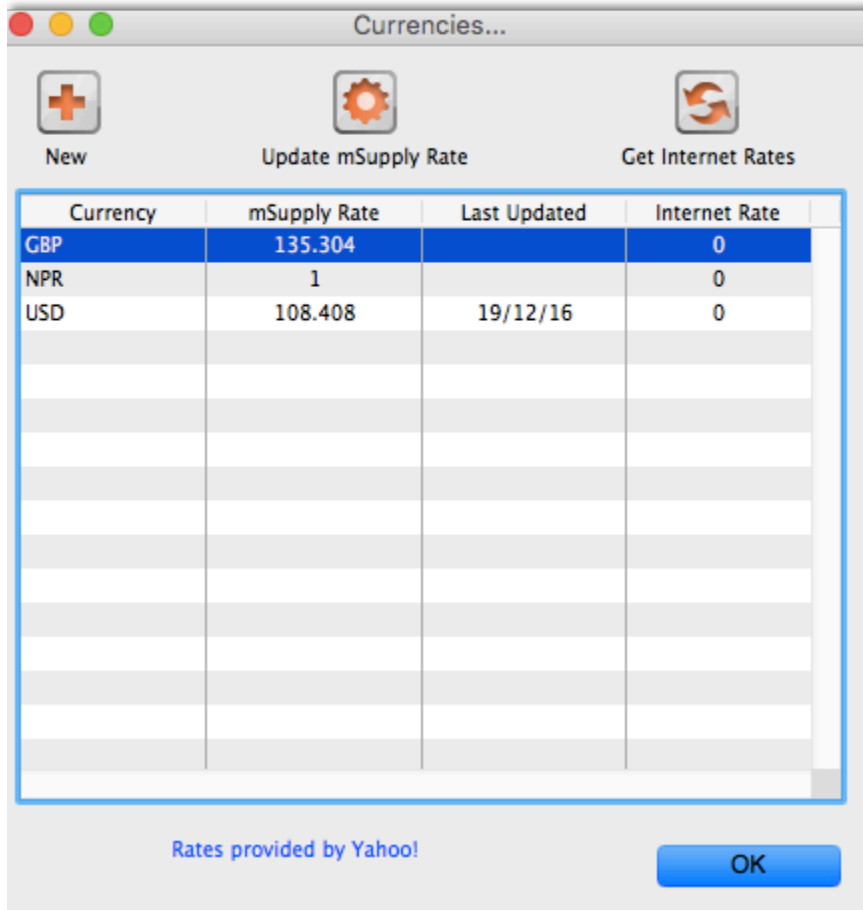 Currencies...
New Update mSupply Rate Get Internet Rates
Currency mSupply Rate Last Updated Internet Rate
GBP 135.304 0
NPR 1 0
USD 108.408 19/12/16 0
Rates provided by Yahoo!
OK